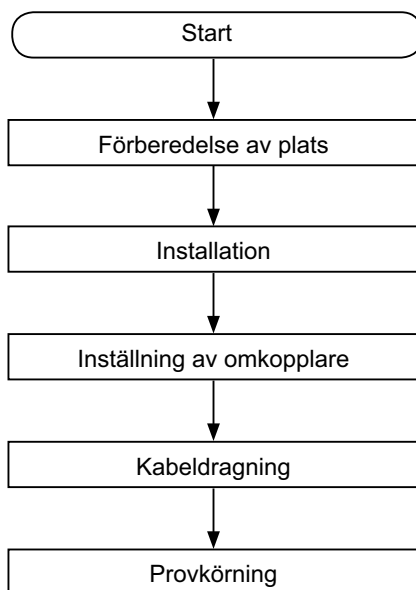 Start
Förberedelse av plats
Installation
Inställning av omkopplare
Kabeldragning
Provkörning